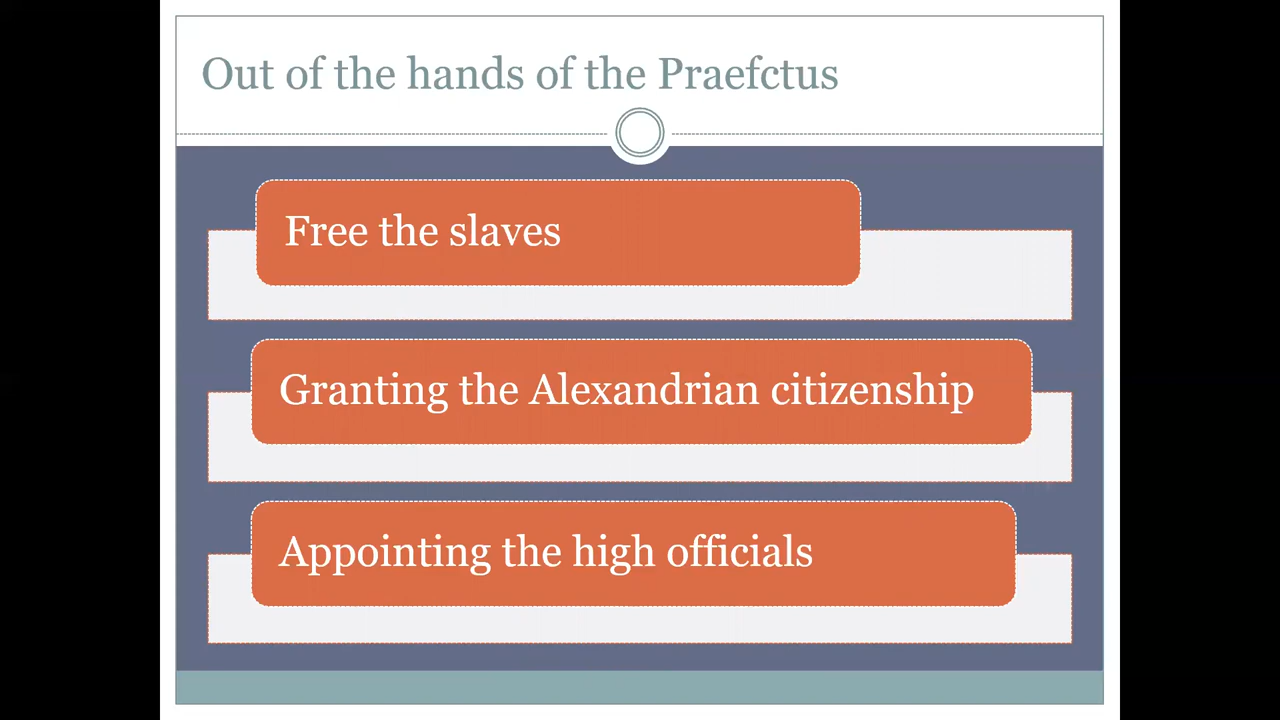 Out of the hands of the Praefctus
Free the slaves
Granting the Alexandrian citizenship
Appointing the high officials